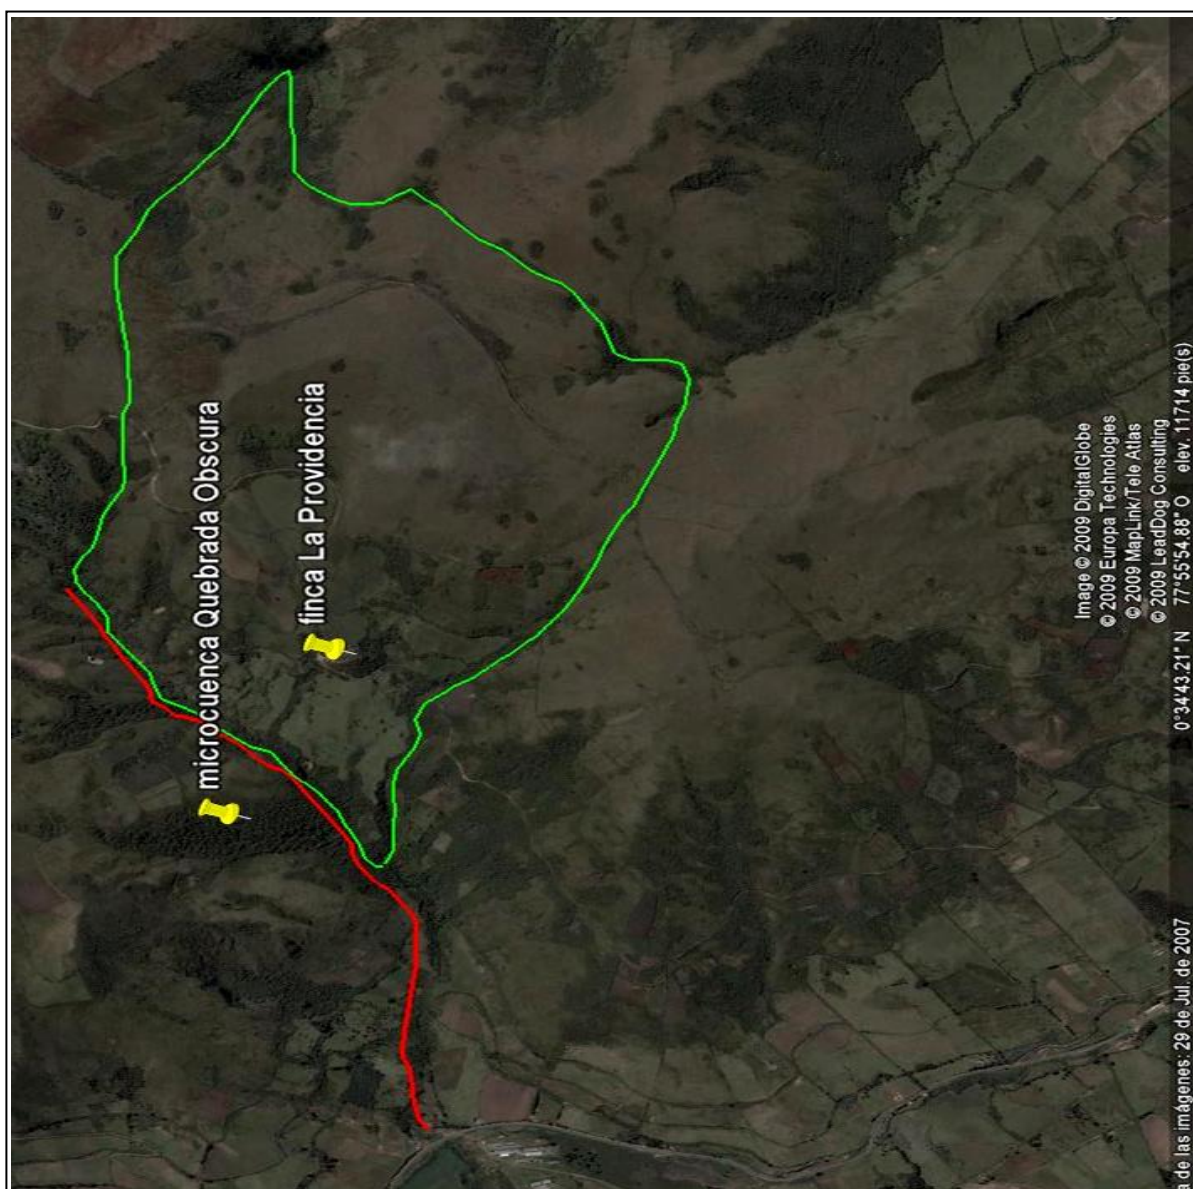 microcuenca Quebrada Obscura
finca La Providencia
Image © 2009 DigitalGlobe
© 2009 Europa Technologies
© 2009 MapLink/Tele Atlas
© 2009 LeadDog Consulting
de las imágenes: 29 de Jul. de 2007 0°34'43.21" N 77°55'54.88" O elev. 11714 pie(s)